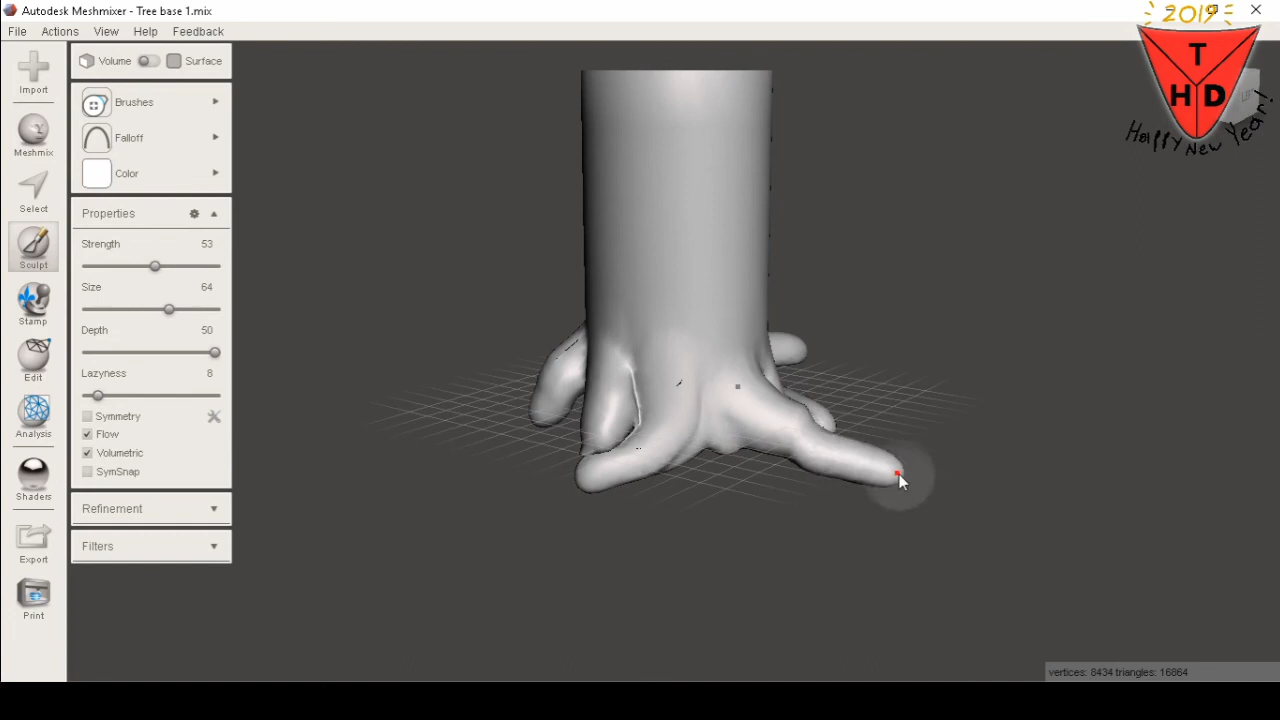 Autodesk Meshmixer - Tree base 1.mix
File Actions View Help Feedback
2019
T
H D
Happy New Year!
Import
Meshmix
Select
Sculpt
Stamp
Edit
Analysis
Shaders
Export
Print
Volume Surface
Brushes
Falloff
Color
Properties
Strength 53
Size 64
Depth 50
Lazyness 8
Symmetry
Flow
Volumetric
SymSnap
Refinement
Filters
vertices: 8434 triangles: 16864